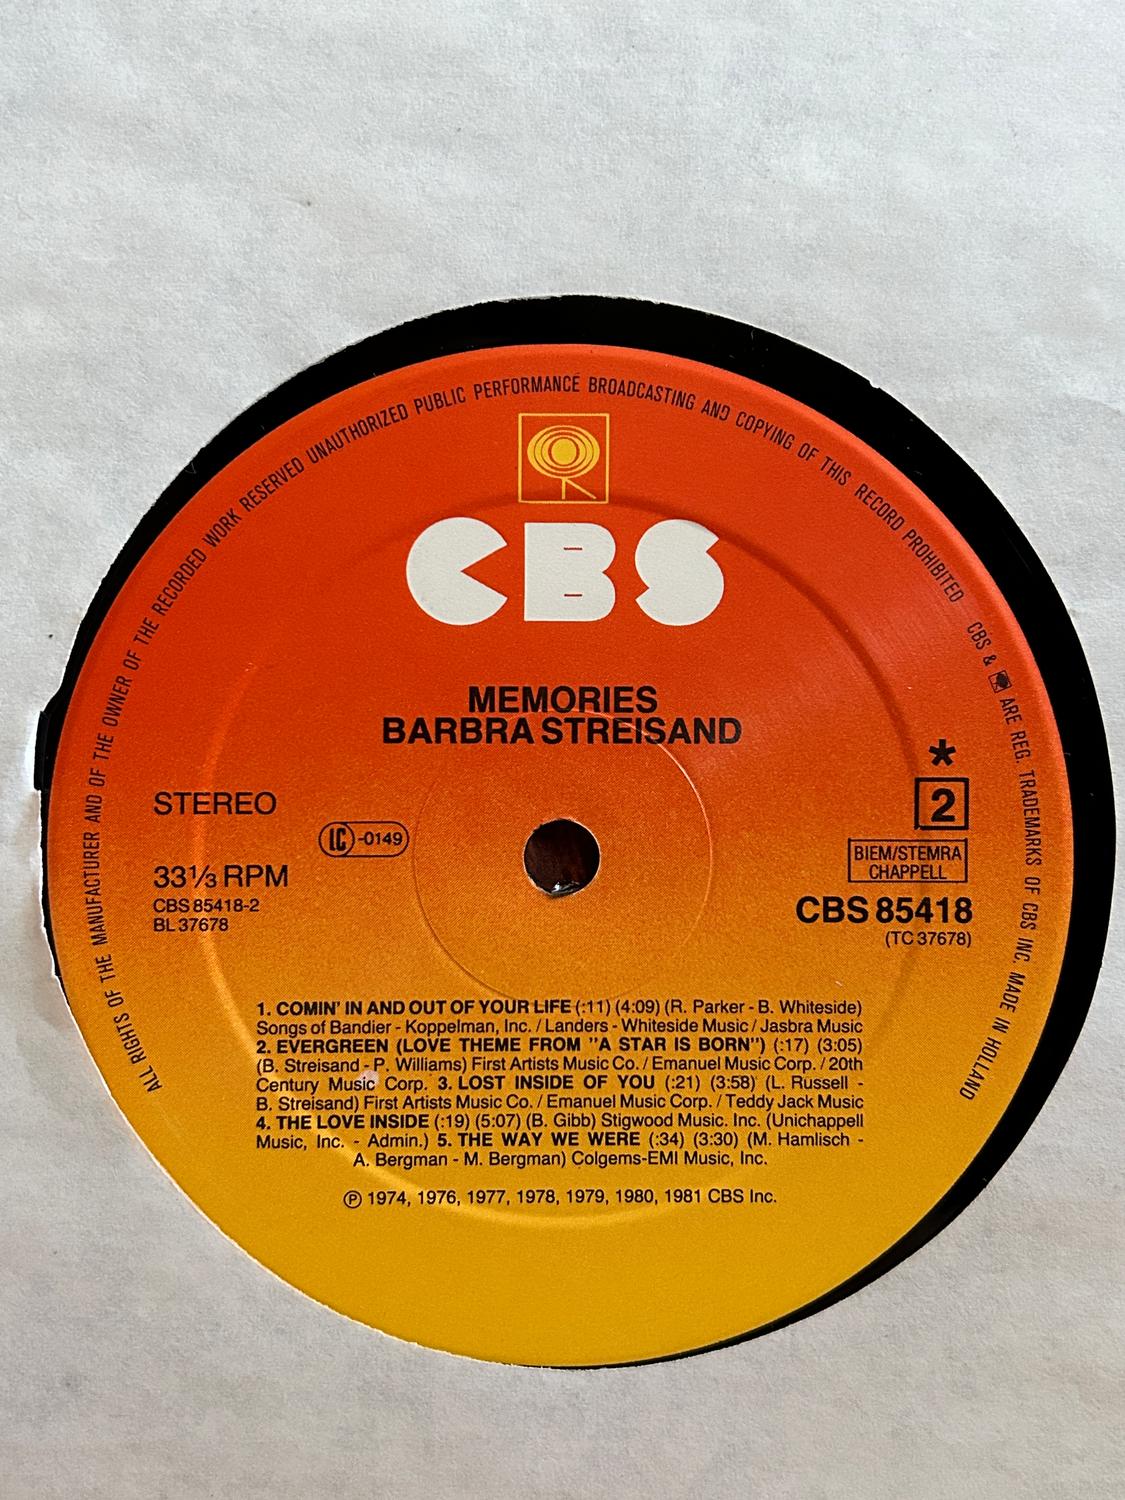 ALL RIGHTS OF THE MANUFACTURER AND OF THE OWNER OF THE RECORDED WORK RESERVED UNAUTHORIZED PUBLIC PERFORMANCE BROADCASTING AND COPYING OF THIS RECORD PROHIBITED CBS & ARE REG. TRADEMARKS OF CBS INC. MADE IN HOLLAND
CBS
MEMORIES
BARBRA STREISAND
STEREO
LC -0149
33⅓ RPM
CBS 85418-2
BL 37678
*
2
BIEM/STEMRA
CHAPPELL
CBS 85418
(TC 37678)
1. COMIN' IN AND OUT OF YOUR LIFE (:11) (4:09) (R. Parker - B. Whiteside)
Songs of Bandier - Koppelman, Inc. / Landers - Whiteside Music / Jasbra Music
2. EVERGREEN (LOVE THEME FROM "A STAR IS BORN") (:17) (3:05)
(B. Streisand - P. Williams) First Artists Music Co. / Emanuel Music Corp. / 20th
Century Music Corp. 3. LOST INSIDE OF YOU (:21) (3:58) (L. Russell -
B. Streisand) First Artists Music Co. / Emanuel Music Corp. / Teddy Jack Music
4. THE LOVE INSIDE (:19) (5:07) (B. Gibb) Stigwood Music. Inc. (Unichappell
Music, Inc. - Admin.) 5. THE WAY WE WERE (:34) (3:30) (M. Hamlisch -
A. Bergman - M. Bergman) Colgems-EMI Music, Inc.
℗ 1974, 1976, 1977, 1978, 1979, 1980, 1981 CBS Inc.